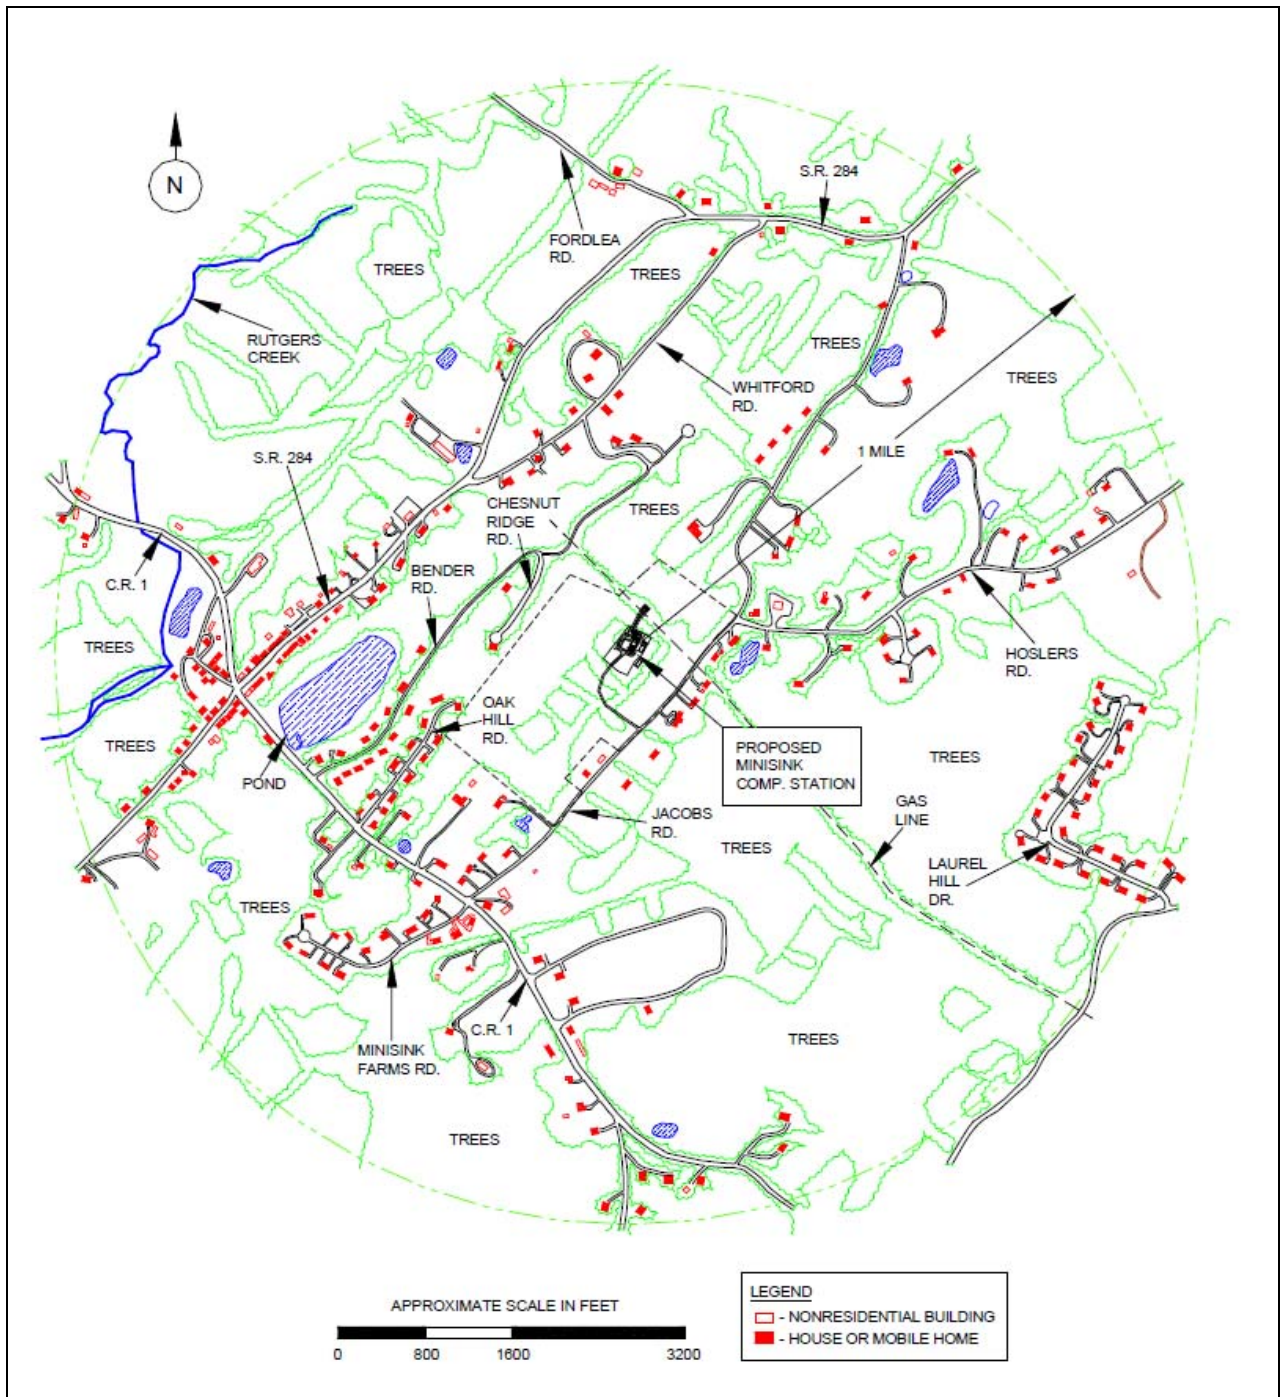 S.R. 284
N
FORDLEA
RD.
TREES
TREES
RUTGERS
CREEK
TREES
TREES
WHITFORD
RD.
1 MILE
S.R. 284
CHESNUT
RIDGE
RD.
TREES
BENDER
RD.
C.R. 1
TREES
HOSLERS
RD.
OAK
HILL
RD.
TREES
PROPOSED
MINISINK
COMP. STATION
TREES
POND
GAS
LINE
JACOBS
RD.
TREES
LAUREL
HILL
DR.
TREES
C.R. 1
TREES
MINISINK
FARMS RD.
TREES
APPROXIMATE SCALE IN FEET
0 800 1600 3200
LEGEND
- NONRESIDENTIAL BUILDING
- HOUSE OR MOBILE HOME